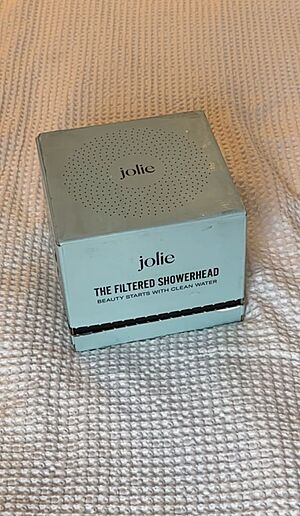 jolie
jolie
THE FILTERED SHOWERHEAD
BEAUTY STARTS WITH CLEAN WATER